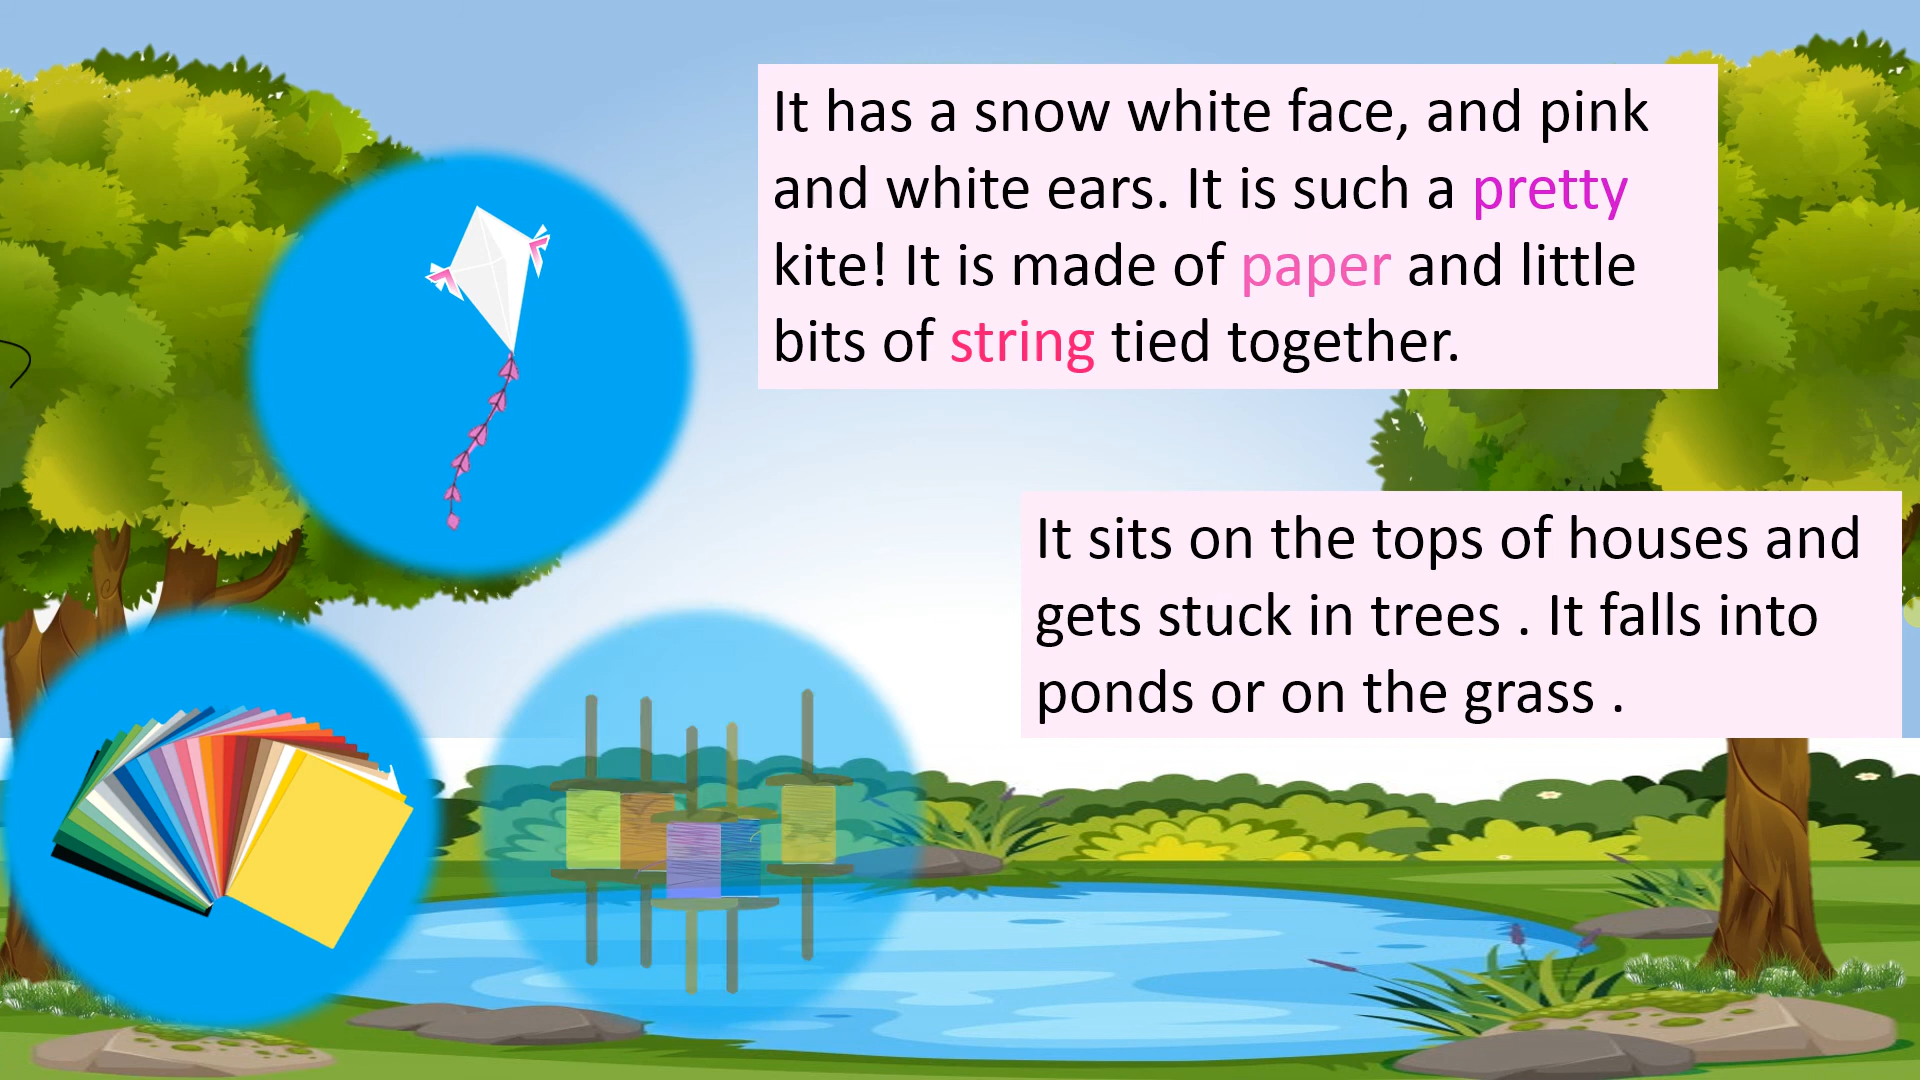 It has a snow white face, and pink
and white ears. It is such a pretty
kite! It is made of paper and little
bits of string tied together.
It sits on the tops of houses and
gets stuck in trees . It falls into
ponds or on the grass .